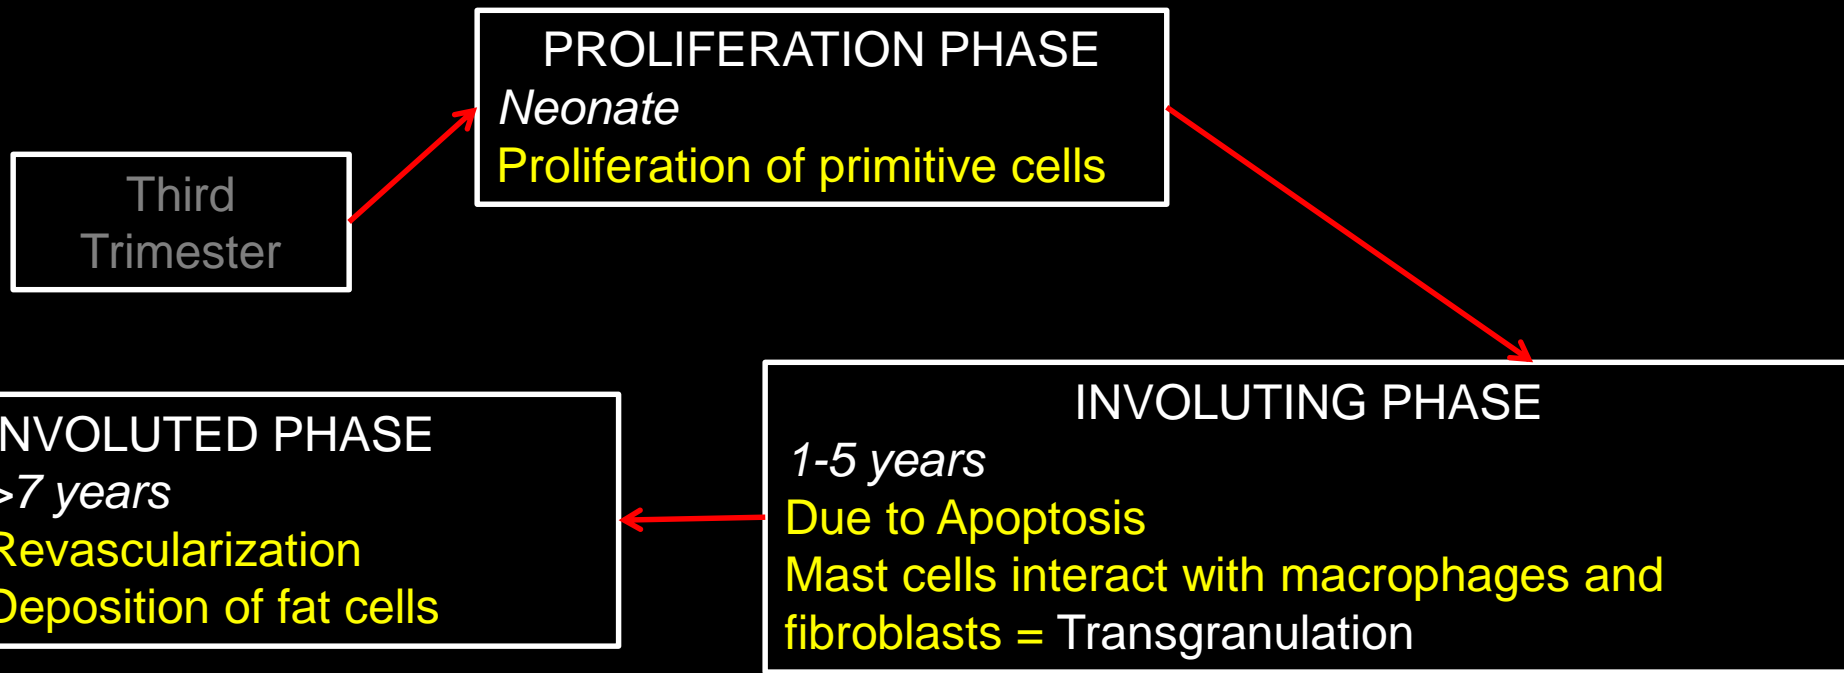 PROLIFERATION PHASE
Neonate
Proliferation of primitive cells
Third
Trimester
INVOLUTING PHASE
1-5 years
Due to Apoptosis
Mast cells interact with macrophages and
fibroblasts = Transgranulation
NVOLUTED PHASE
>7 years
Revascularization
Deposition of fat cells